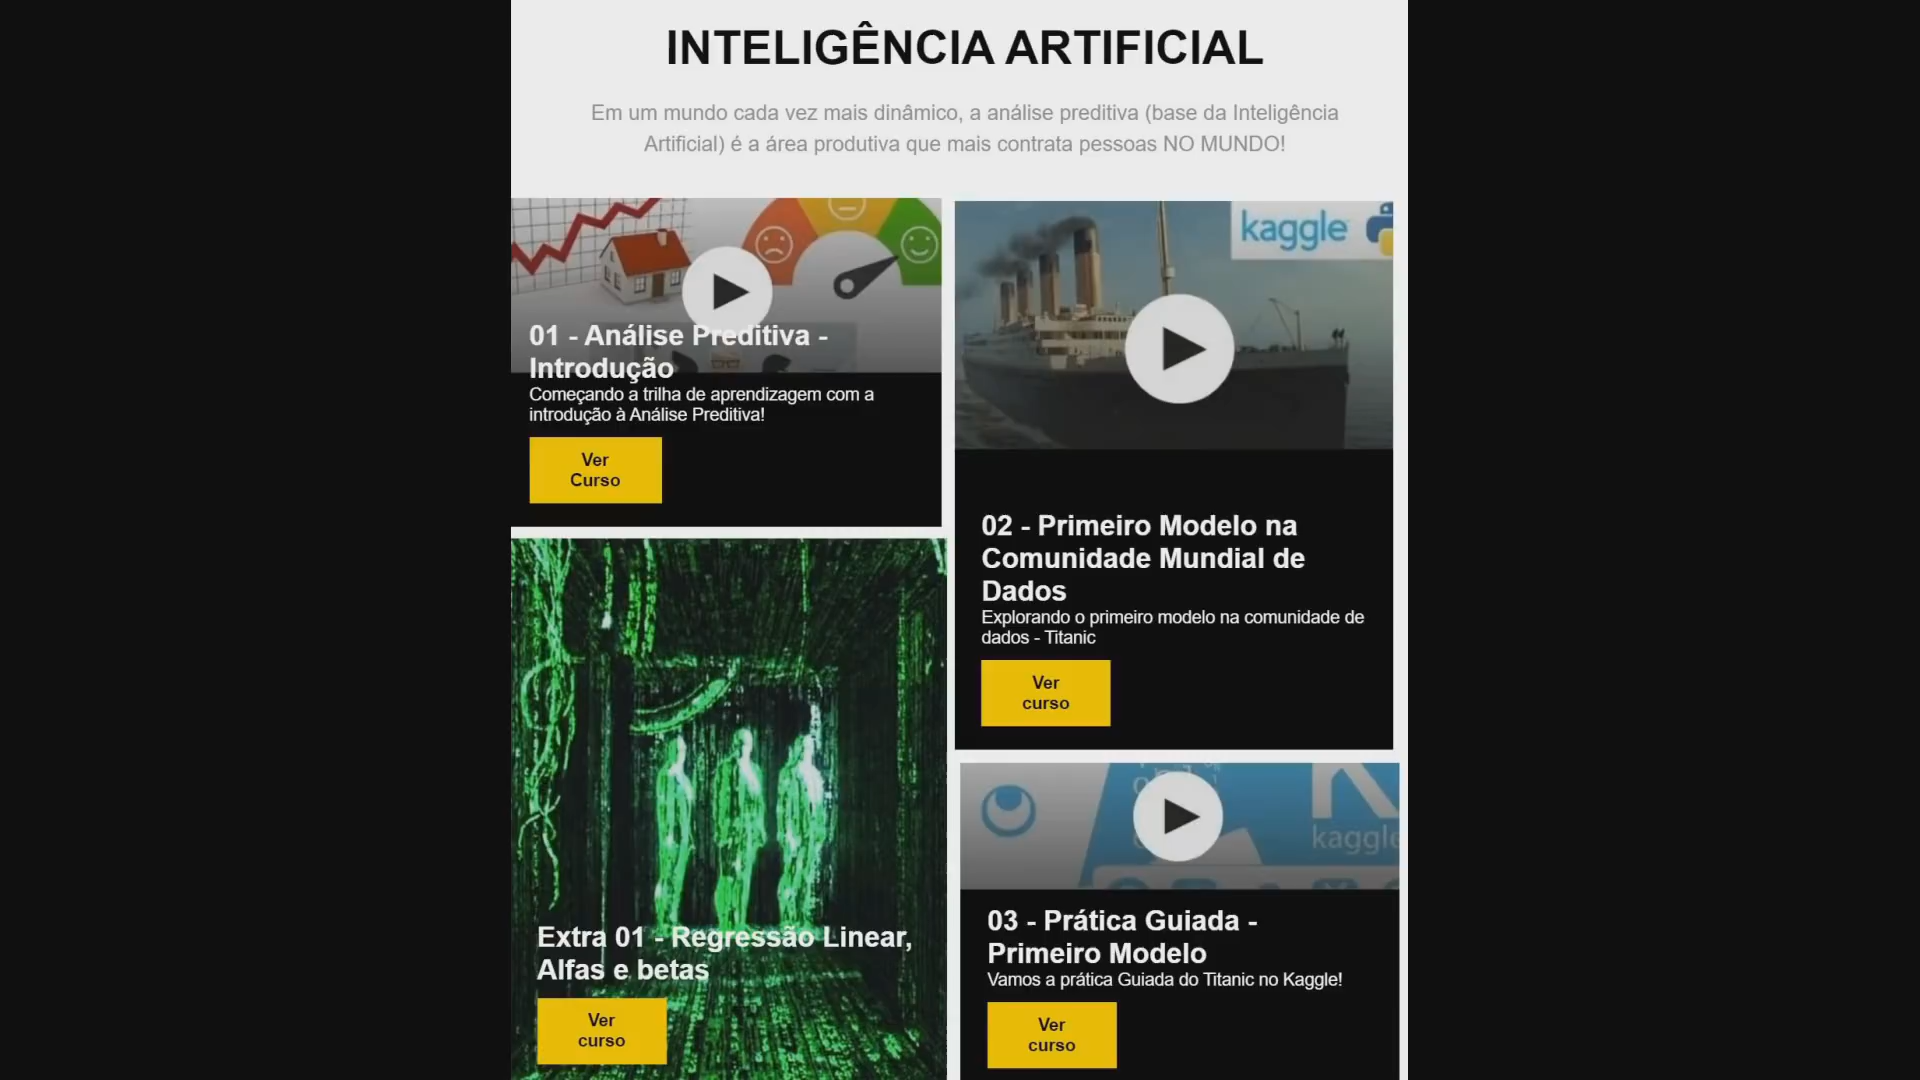 INTELIGÊNCIA ARTIFICIAL
Em um mundo cada vez mais dinâmico, a análise preditiva (base da Inteligência
Artificial) é a área produtiva que mais contrata pessoas NO MUNDO!
01 - Análise Preditiva -
Introdução
Começando a trilha de aprendizagem com a
introdução à Análise Preditiva!
Ver
Curso
kaggle
02 - Primeiro Modelo na
Comunidade Mundial de
Dados
Explorando o primeiro modelo na comunidade de
dados - Titanic
Ver
curso
Extra 01 - Regressão Linear,
Alfas e betas
Ver
curso
kaggle
03 - Prática Guiada -
Primeiro Modelo
Vamos a prática Guiada do Titanic no Kaggle!
Ver
curso